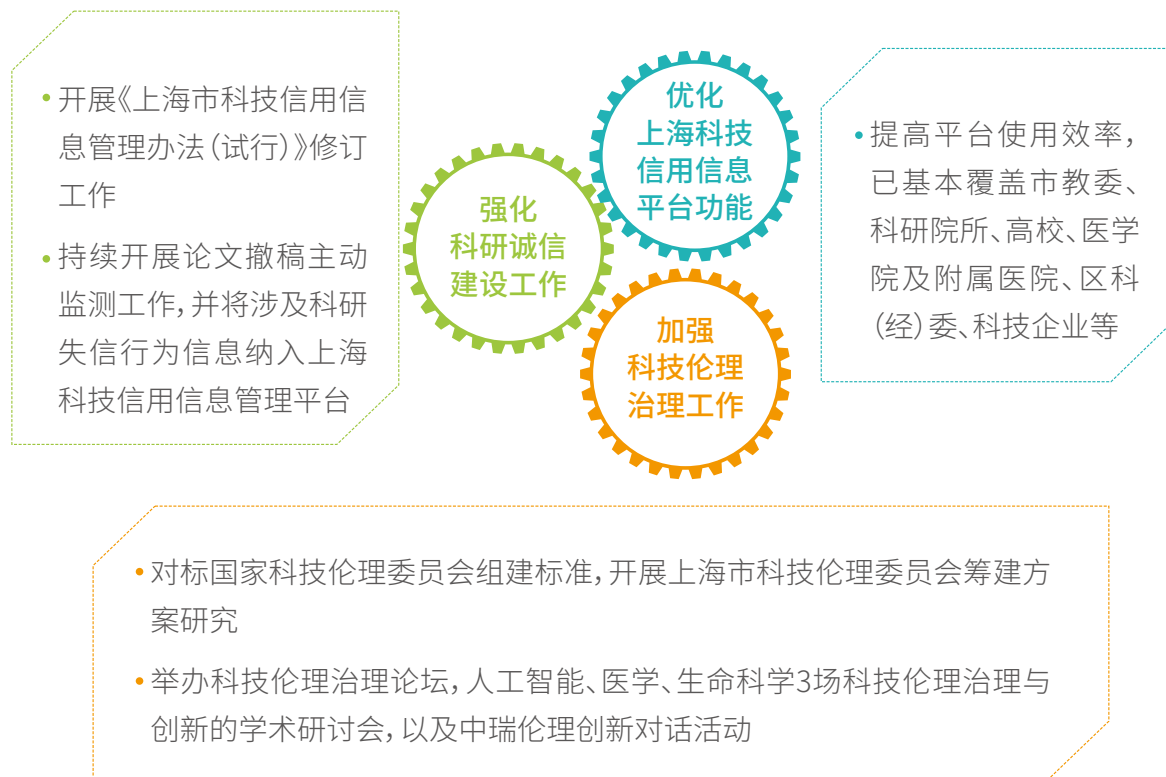 • 开展《上海市科技信用信
息管理办法（试行）》修订
工作
• 持续开展论文撤稿主动
监测工作，并将涉及科研
失信行为信息纳入上海
科技信用信息管理平台
强化
科研诚信
建设工作
优化
上海科技
信用信息
平台功能
• 提高平台使用效率，
已基本覆盖市教委、
科研院所、高校、医学
院及附属医院、区科
（经）委、科技企业等
加强
科技伦理
治理工作
• 对标国家科技伦理委员会组建标准，开展上海市科技伦理委员会筹建方
案研究
• 举办科技伦理治理论坛，人工智能、医学、生命科学3场科技伦理治理与
创新的学术研讨会，以及中瑞伦理创新对话活动